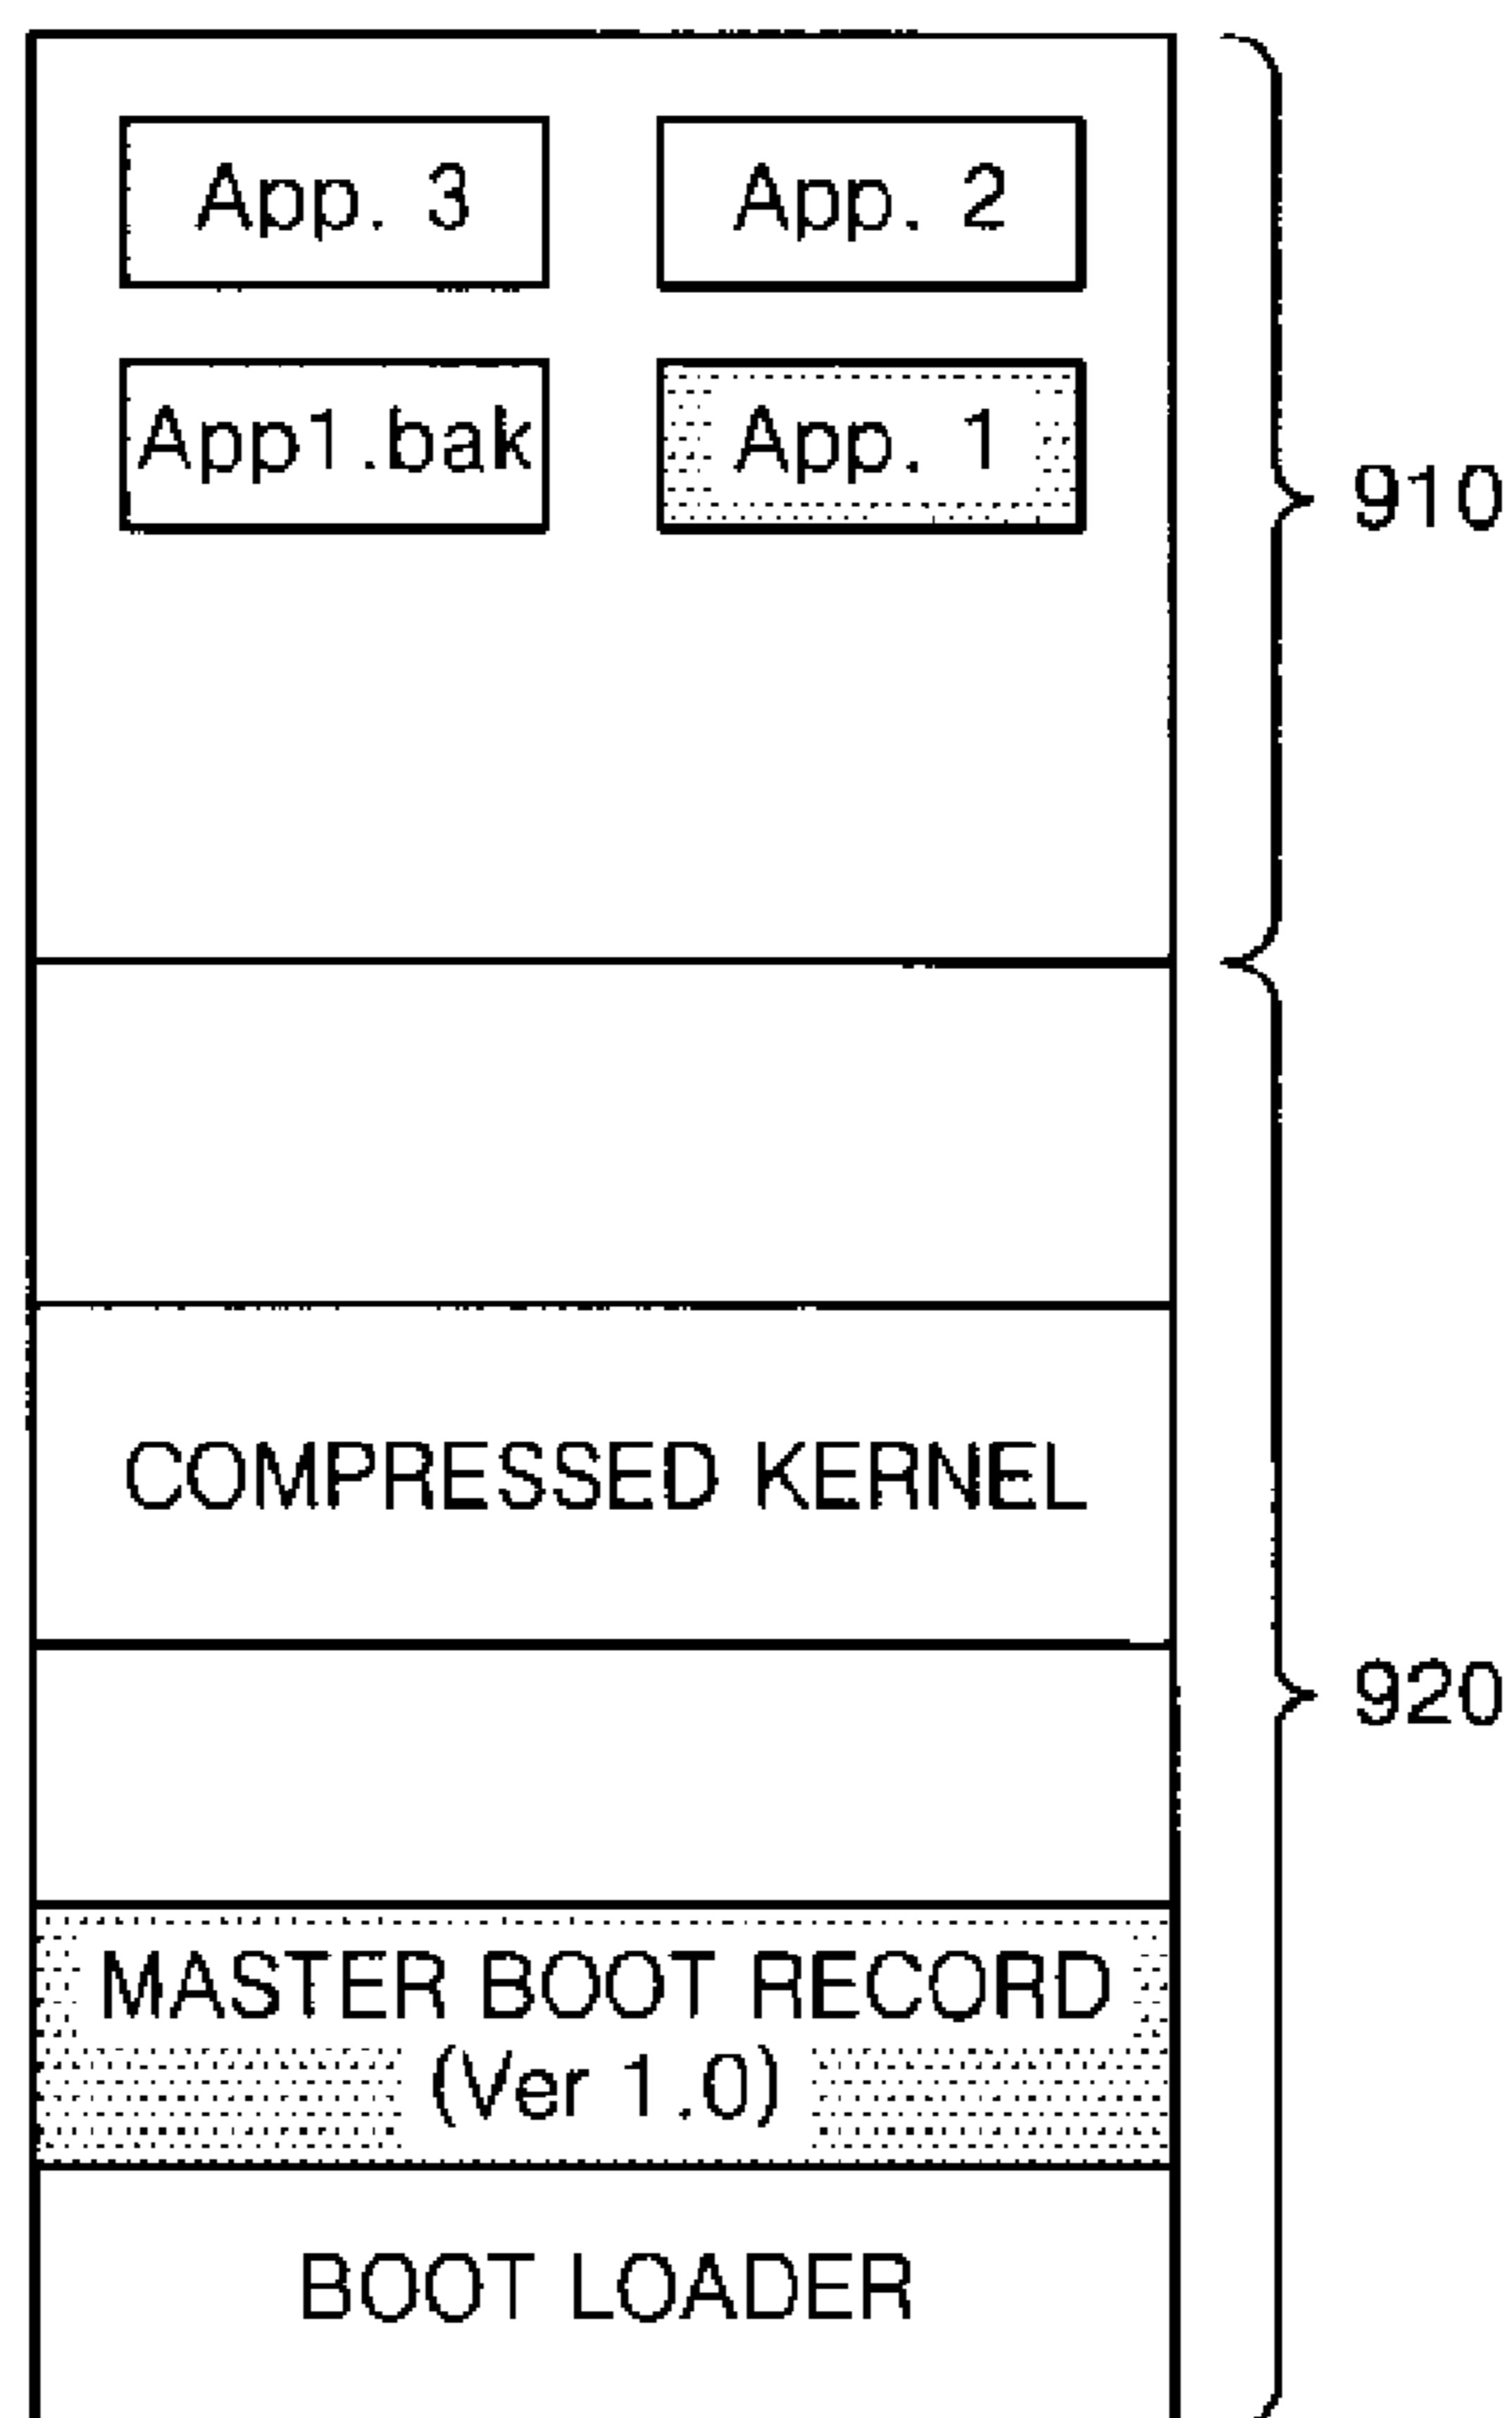 App. 3
App. 2
App1.bak
App. 1
910
COMPRESSED KERNEL
920
MASTER BOOT RECORD
(Ver 1.0)
BOOT LOADER